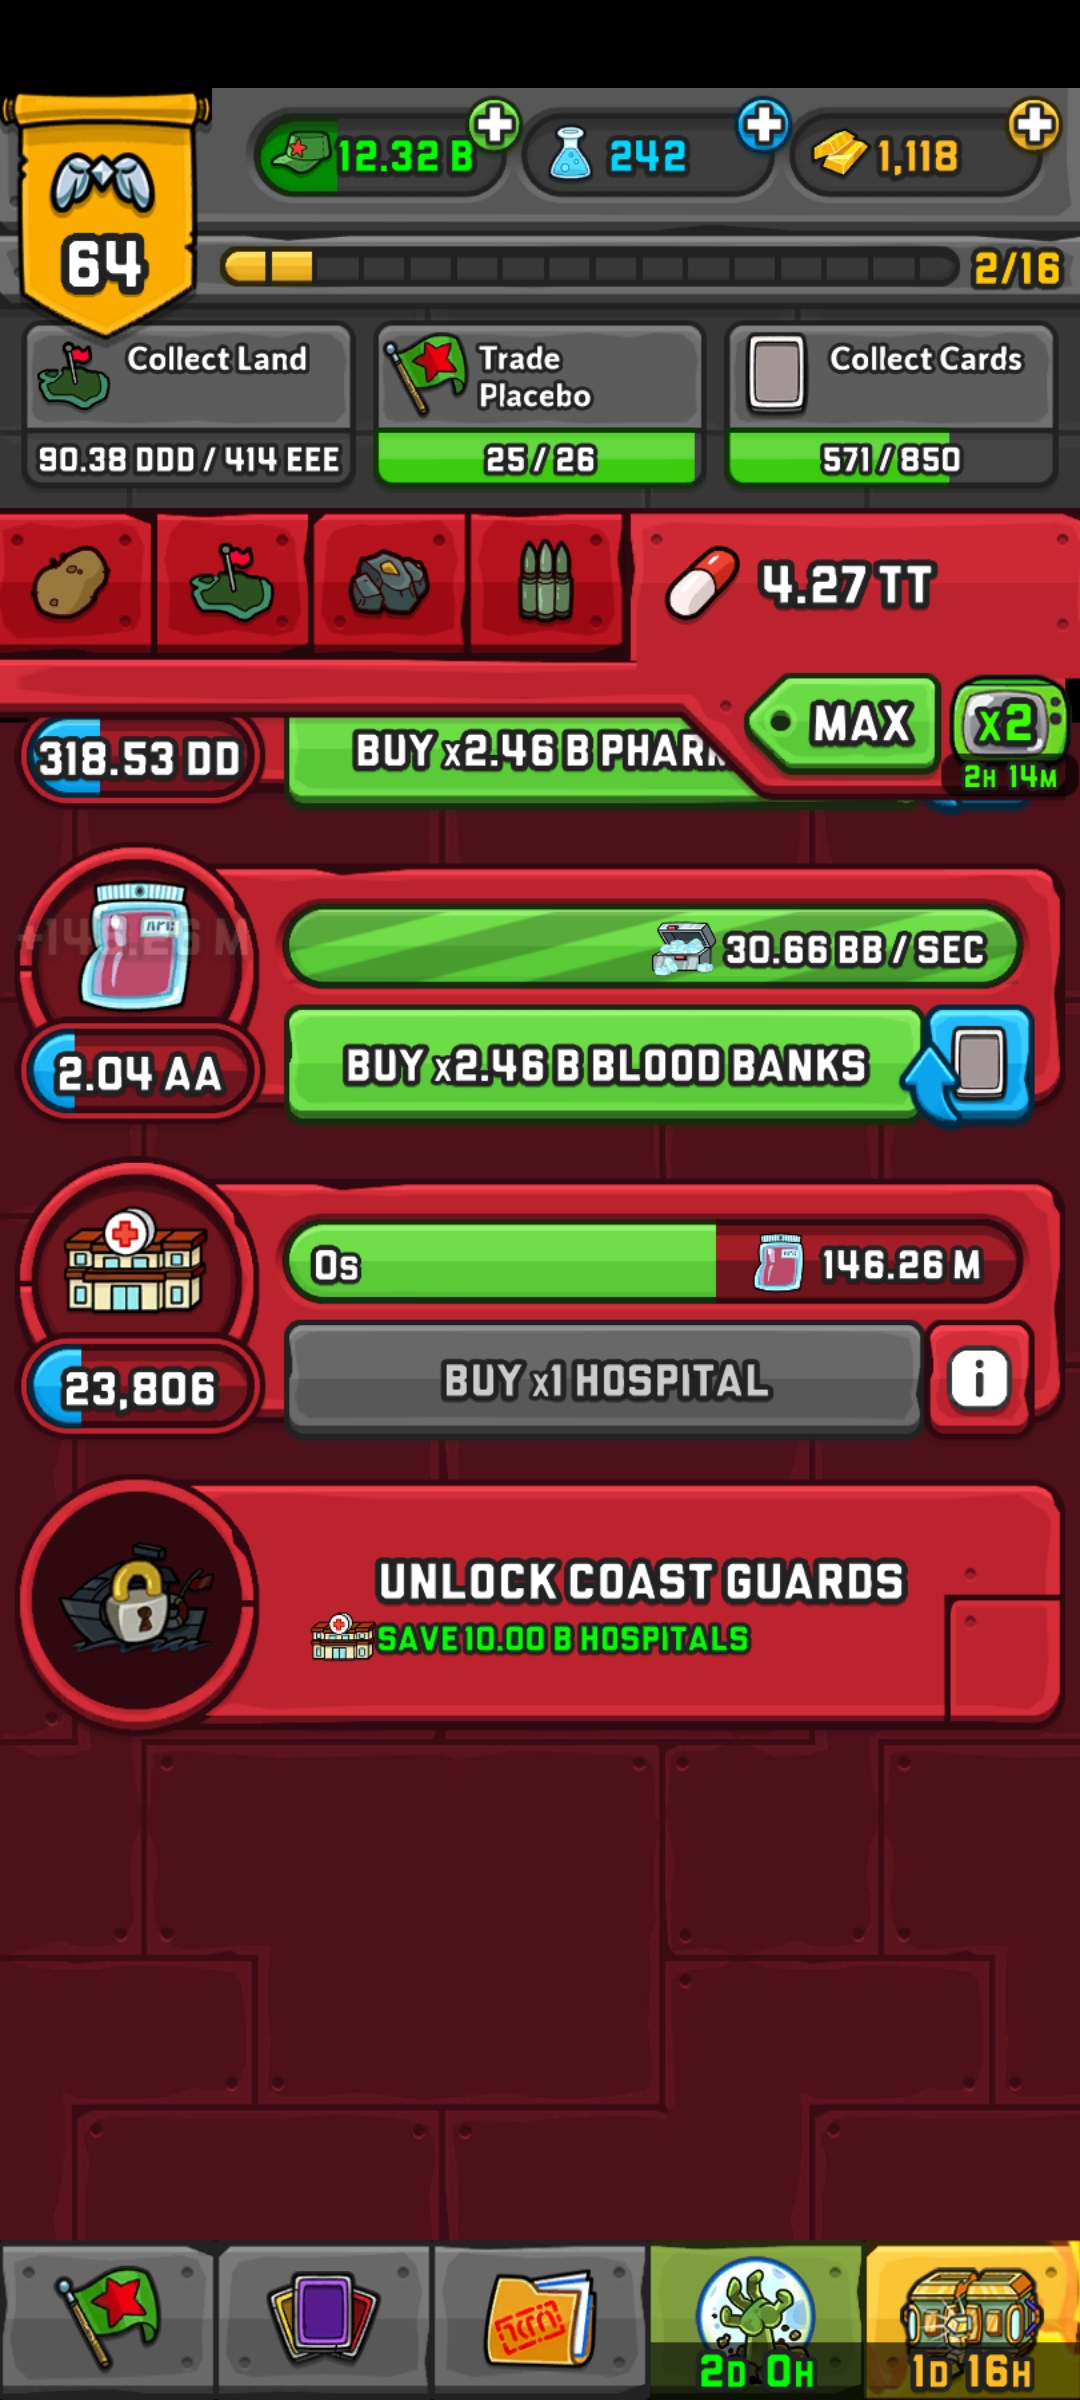 12.32 B
242
1,118
64
2/16
Collect Land
90.38 DDD / 414 EEE
Trade
Placebo
25 / 26
Collect Cards
571 / 850
4.27 TT
MAX
x2
2H 14M
318.53 DD
BUY x2.46 B PHARM
+146.26 M
30.66 BB / SEC
2.04 AA
BUY x2.46 B BLOOD BANKS
0s
146.26 M
23,806
BUY x1 HOSPITAL
i
UNLOCK COAST GUARDS
SAVE 10.00 B HOSPITALS
2D 0H
1D 16H